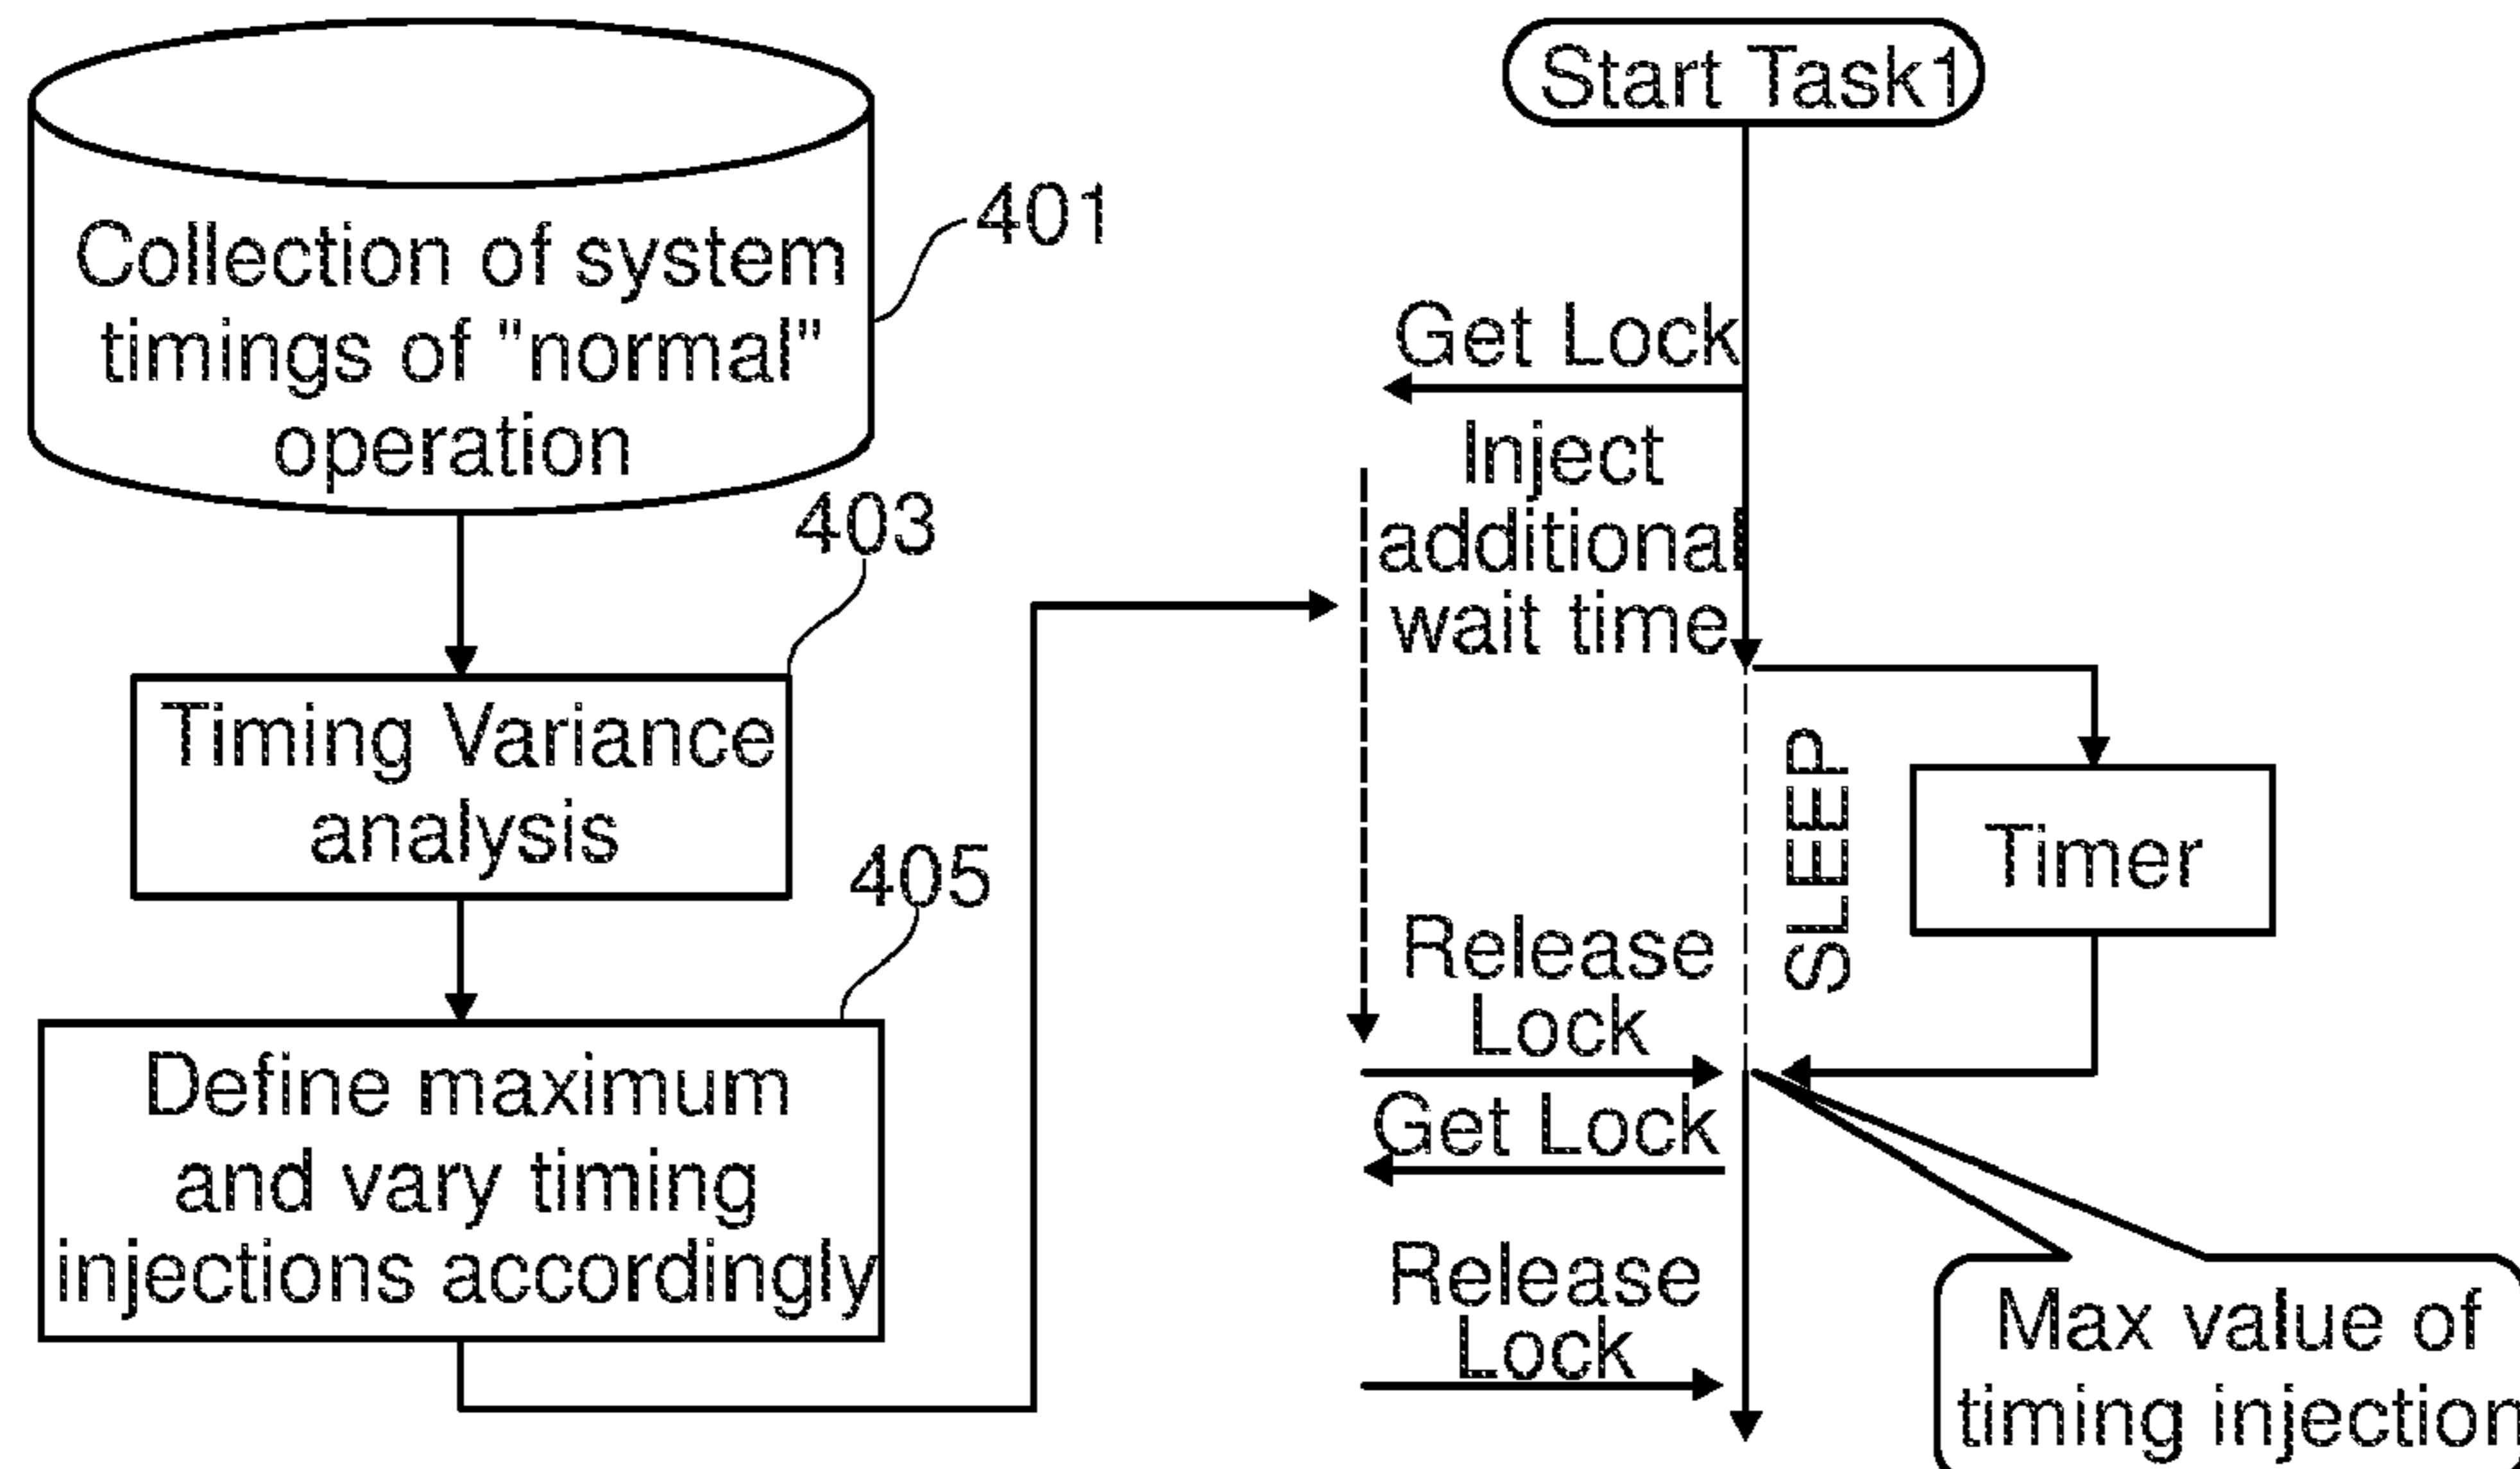 Collection of system
timings of "normal"
operation
401
403
Timing Variance
analysis
405
Define maximum
and vary timing
injections accordingly
Start Task1
Get Lock
Inject
additional
wait time
SLEEP
Timer
Release
Lock
Get Lock
Release
Lock
Max value of
timing injection